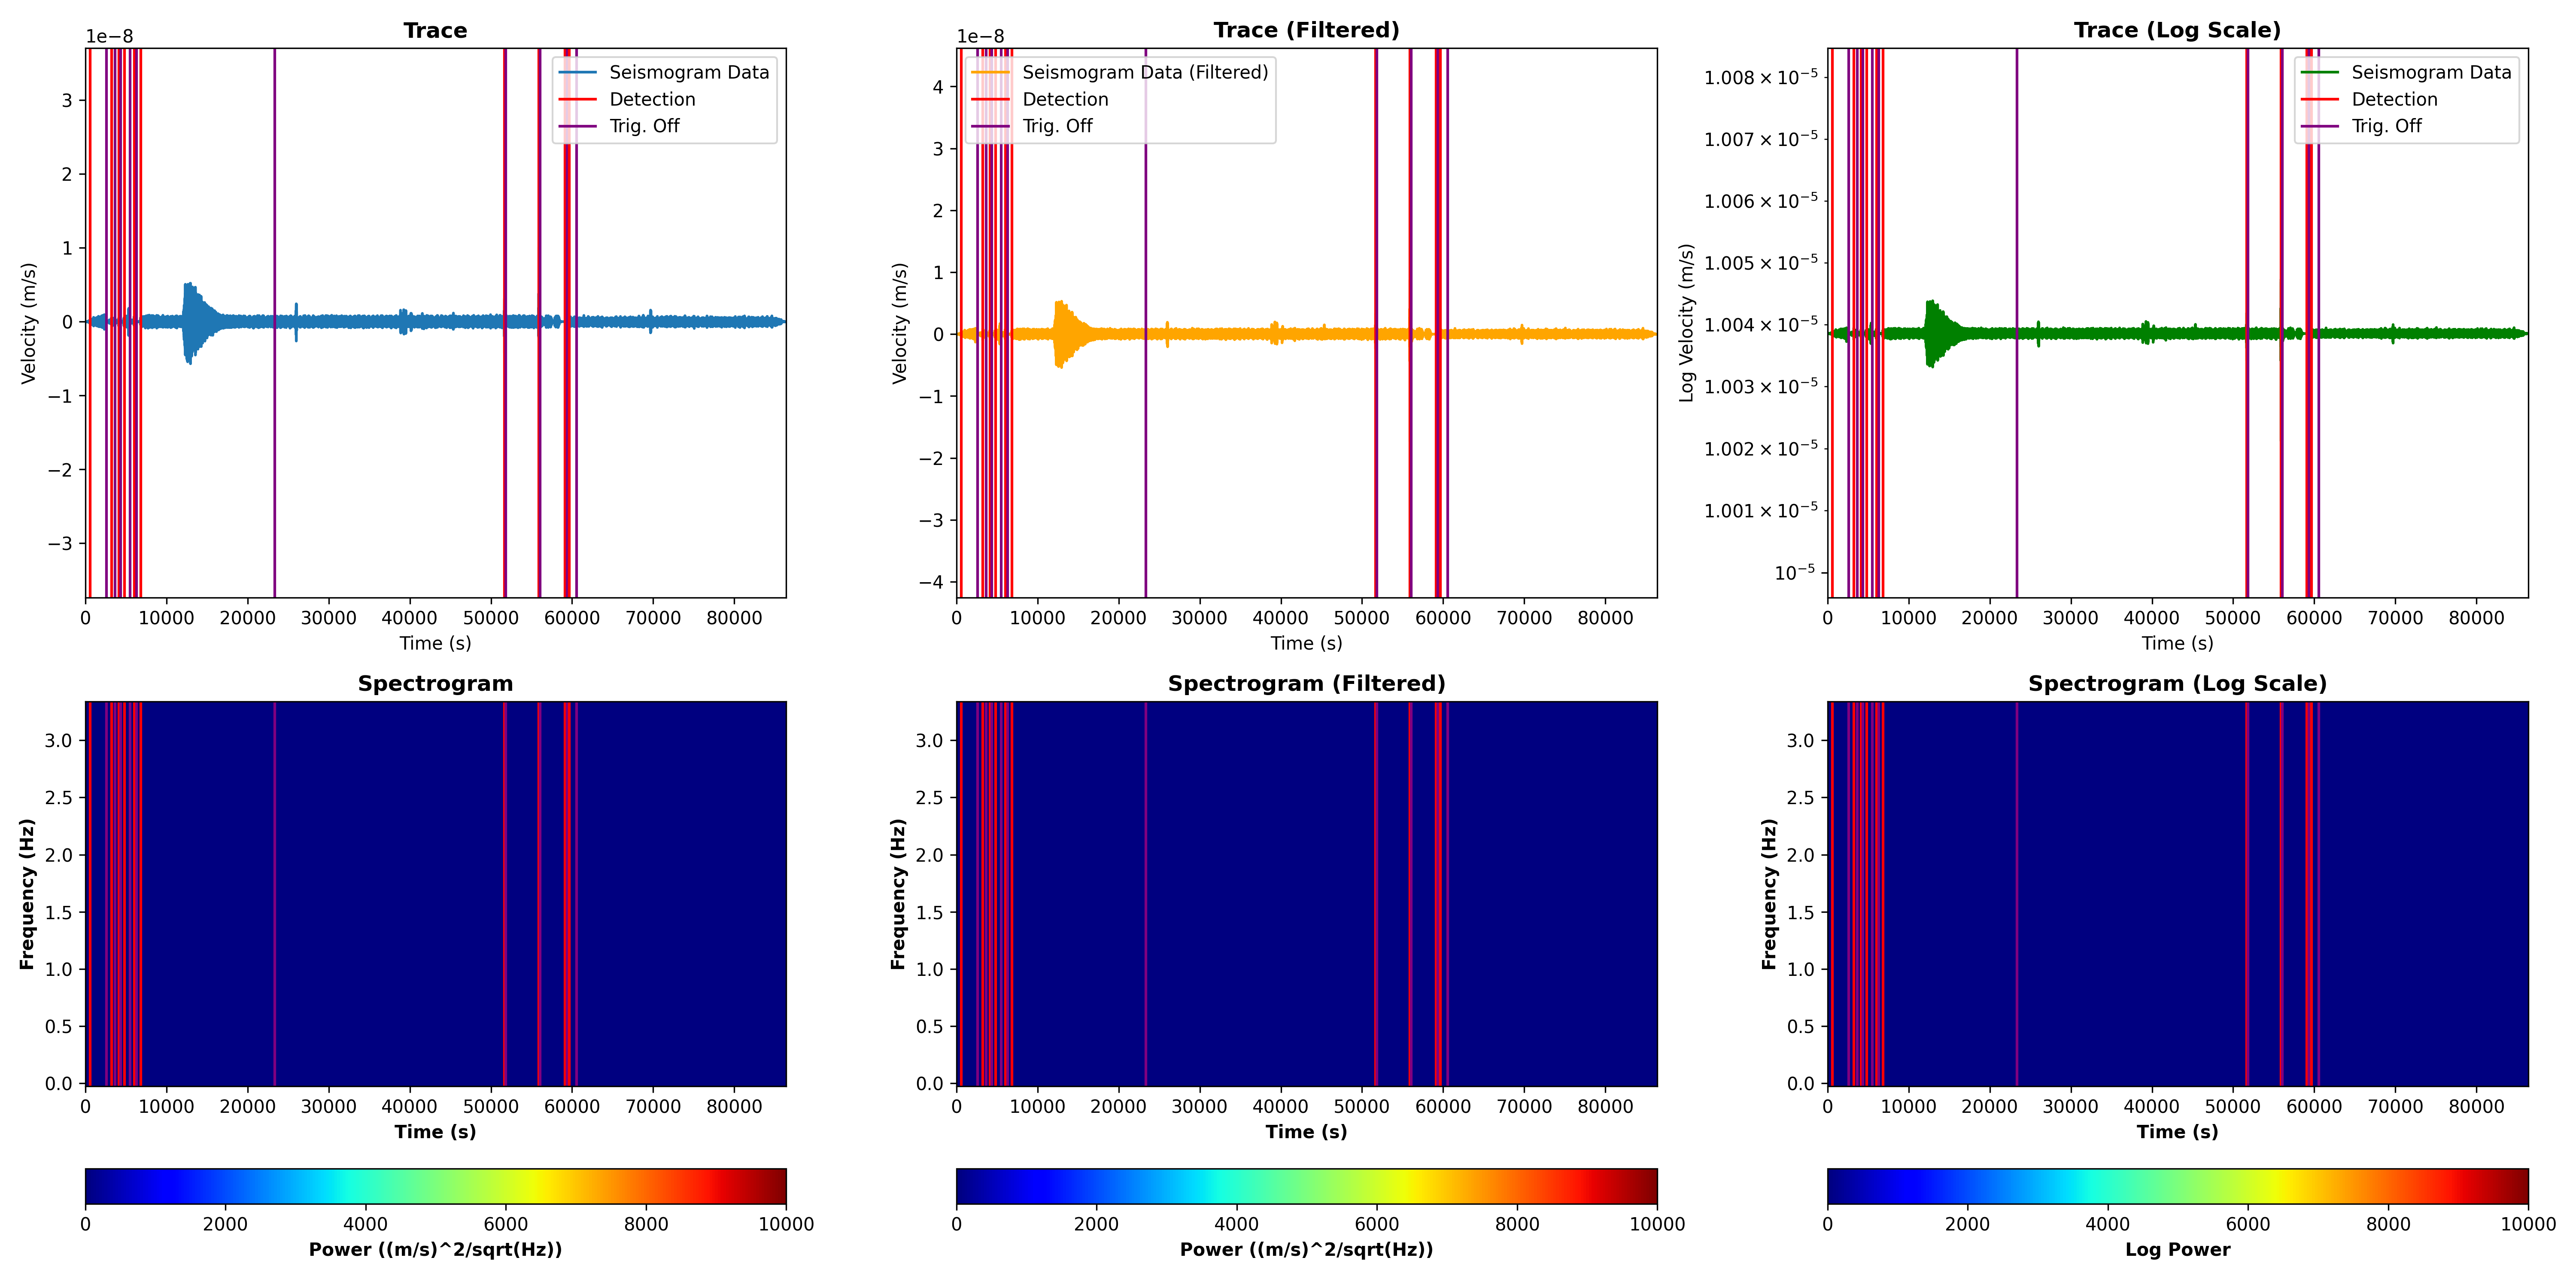 Trace
1e−8
Seismogram Data
Detection
Trig. Off
3
2
1
0
−1
−2
−3
Velocity (m/s)
0 10000 20000 30000 40000 50000 60000 70000 80000
Time (s)
Trace (Filtered)
1e−8
Seismogram Data (Filtered)
Detection
Trig. Off
4
3
2
1
0
−1
−2
−3
−4
Velocity (m/s)
0 10000 20000 30000 40000 50000 60000 70000 80000
Time (s)
Trace (Log Scale)
Seismogram Data
Detection
Trig. Off
1.008 × 10⁻⁵
1.007 × 10⁻⁵
1.006 × 10⁻⁵
1.005 × 10⁻⁵
1.004 × 10⁻⁵
1.003 × 10⁻⁵
1.002 × 10⁻⁵
1.001 × 10⁻⁵
10⁻⁵
Log Velocity (m/s)
0 10000 20000 30000 40000 50000 60000 70000 80000
Time (s)
Spectrogram
3.0
2.5
2.0
1.5
1.0
0.5
0.0
Frequency (Hz)
0 10000 20000 30000 40000 50000 60000 70000 80000
Time (s)
0 2000 4000 6000 8000 10000
Power ((m/s)^2/sqrt(Hz))
Spectrogram (Filtered)
3.0
2.5
2.0
1.5
1.0
0.5
0.0
Frequency (Hz)
0 10000 20000 30000 40000 50000 60000 70000 80000
Time (s)
0 2000 4000 6000 8000 10000
Power ((m/s)^2/sqrt(Hz))
Spectrogram (Log Scale)
3.0
2.5
2.0
1.5
1.0
0.5
0.0
Frequency (Hz)
0 10000 20000 30000 40000 50000 60000 70000 80000
Time (s)
0 2000 4000 6000 8000 10000
Log Power